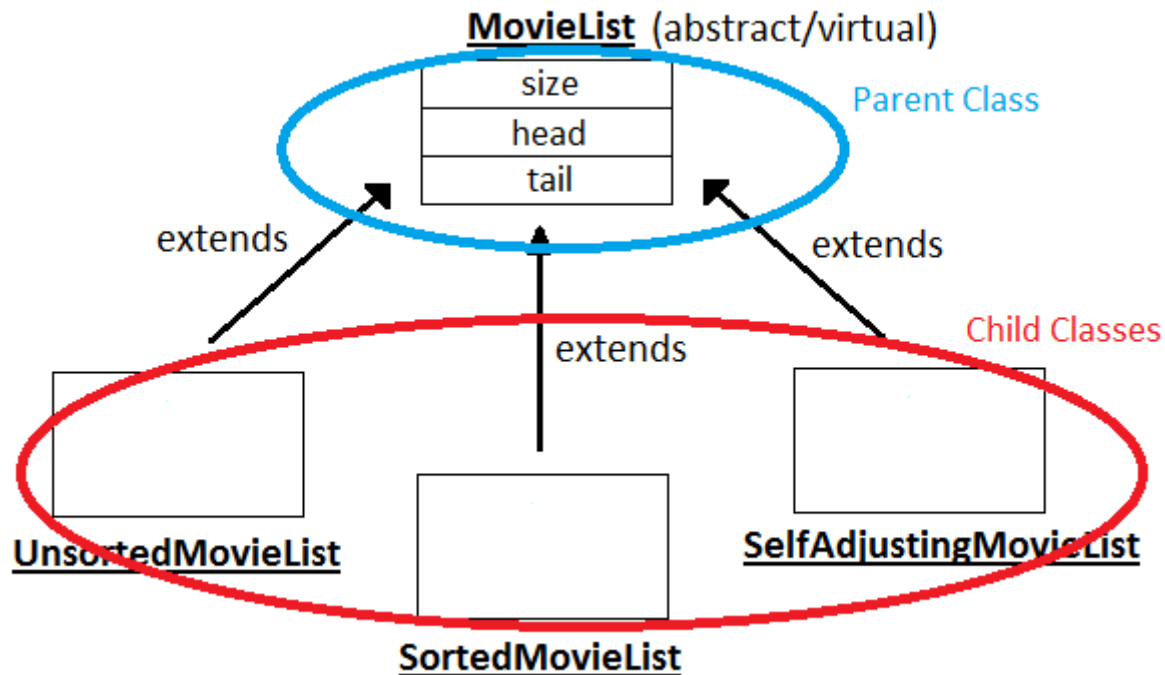 MovieList (abstract/virtual)
size
Parent Class
head
tail
extends
extends
extends
Child Classes
UnsortedMovieList
SelfAdjustingMovieList
SortedMovieList